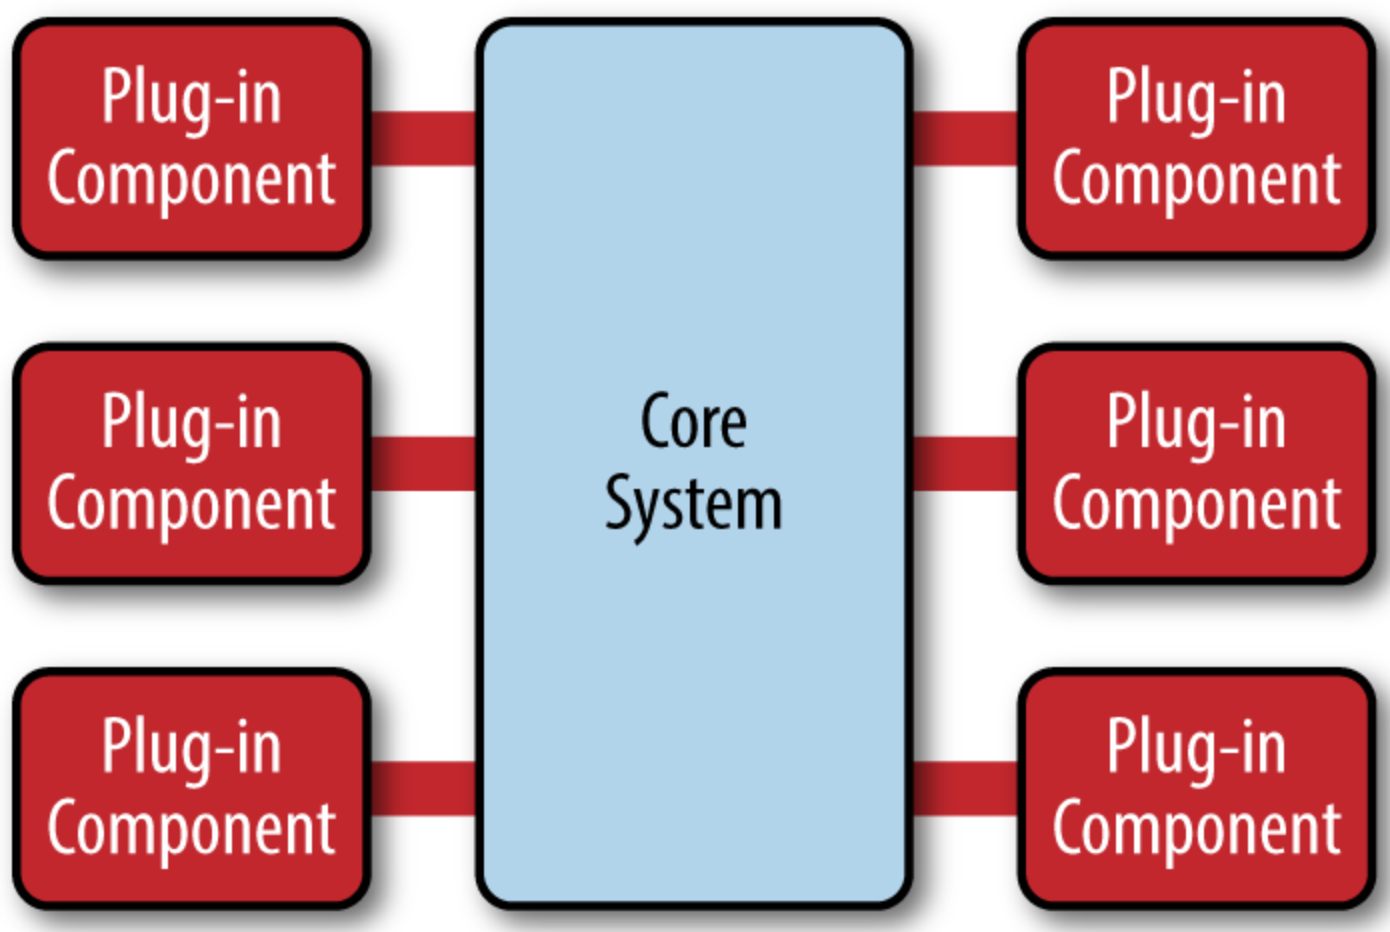 Plug-in
Component
Plug-in
Component
Plug-in
Component
Core
System
Plug-in
Component
Plug-in
Component
Plug-in
Component